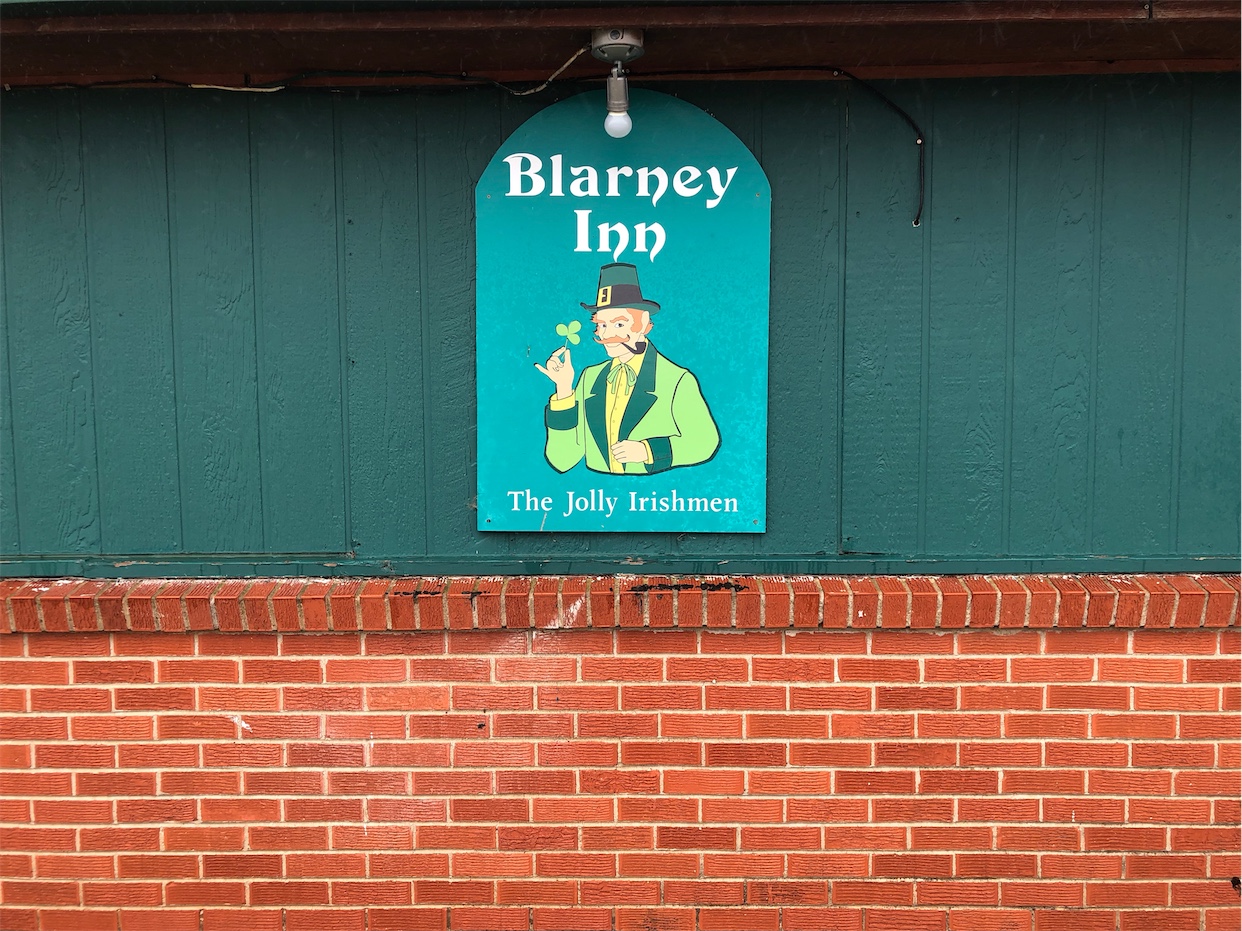 Blarney
Inn
The Jolly Irishmen